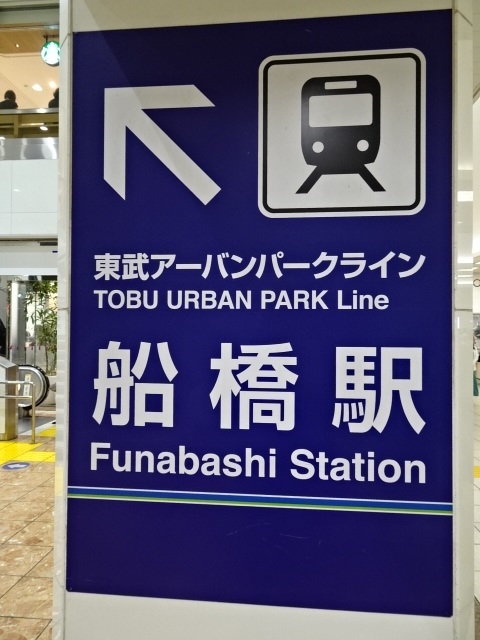 東武アーバンパークライン
TOBU URBAN PARK Line
船橋駅
Funabashi Station